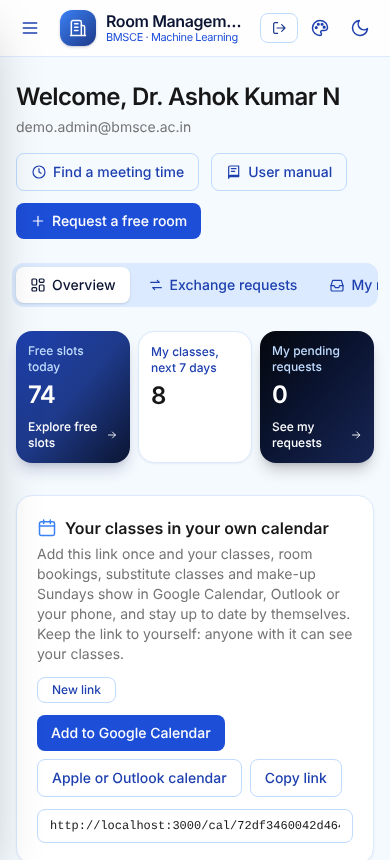 Room Managem...
BMSCE · Machine Learning
Welcome, Dr. Ashok Kumar N
demo.admin@bmsce.ac.in
Find a meeting time
User manual
Request a free room
Overview
Exchange requests
My
Free slots
today
74
Explore free
slots
My classes,
next 7 days
8
My pending
requests
0
See my
requests
Your classes in your own calendar
Add this link once and your classes, room
bookings, substitute classes and make-up
Sundays show in Google Calendar, Outlook or
your phone, and stay up to date by themselves.
Keep the link to yourself: anyone with it can see
your classes.
New link
Add to Google Calendar
Apple or Outlook calendar
Copy link
http://localhost:3000/cal/72df3460042d46